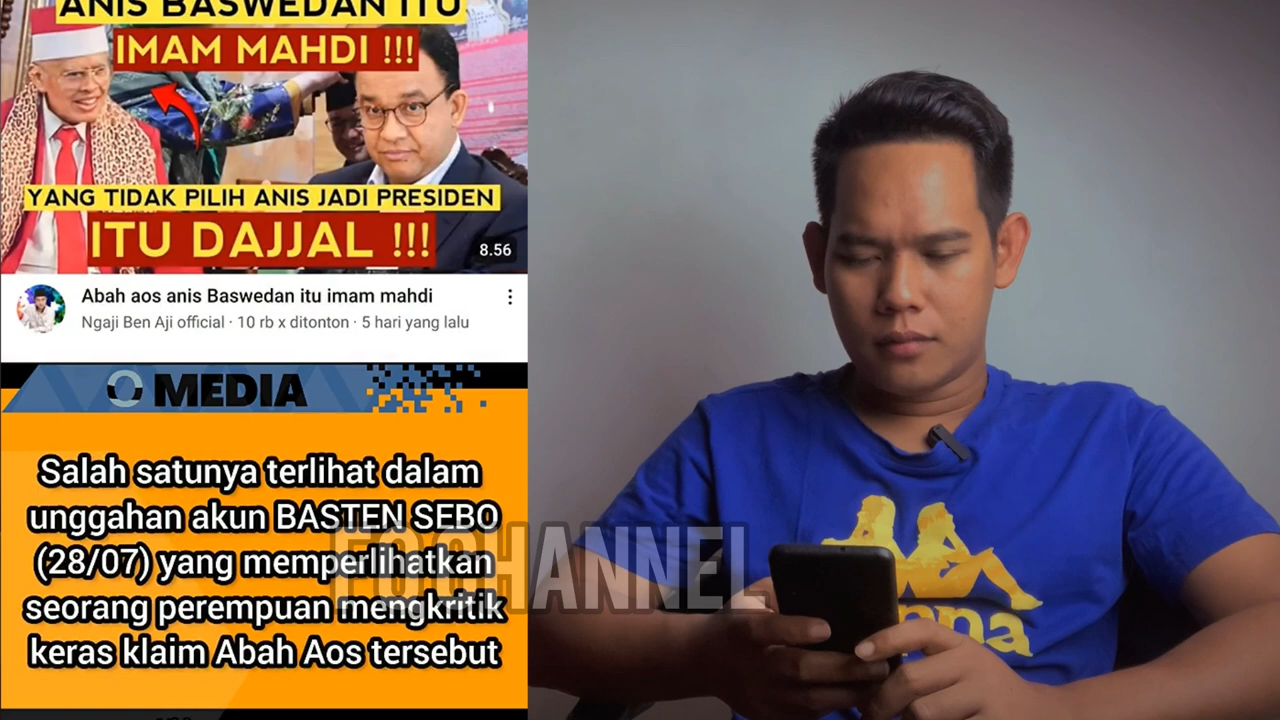 ANIS BASWEDAN ITU
IMAM MAHDI !!!
YANG TIDAK PILIH ANIS JADI PRESIDEN
ITU DAJJAL !!!
8.56
Abah aos anis Baswedan itu imam mahdi
Ngaji Ben Aji official · 10 rb x ditonton · 5 hari yang lalu
MEDIA
Salah satunya terlihat dalam
unggahan akun BASTEN SEBO
(28/07) yang memperlihatkan
seorang perempuan mengkritik
keras klaim Abah Aos tersebut
FOCHANNEL